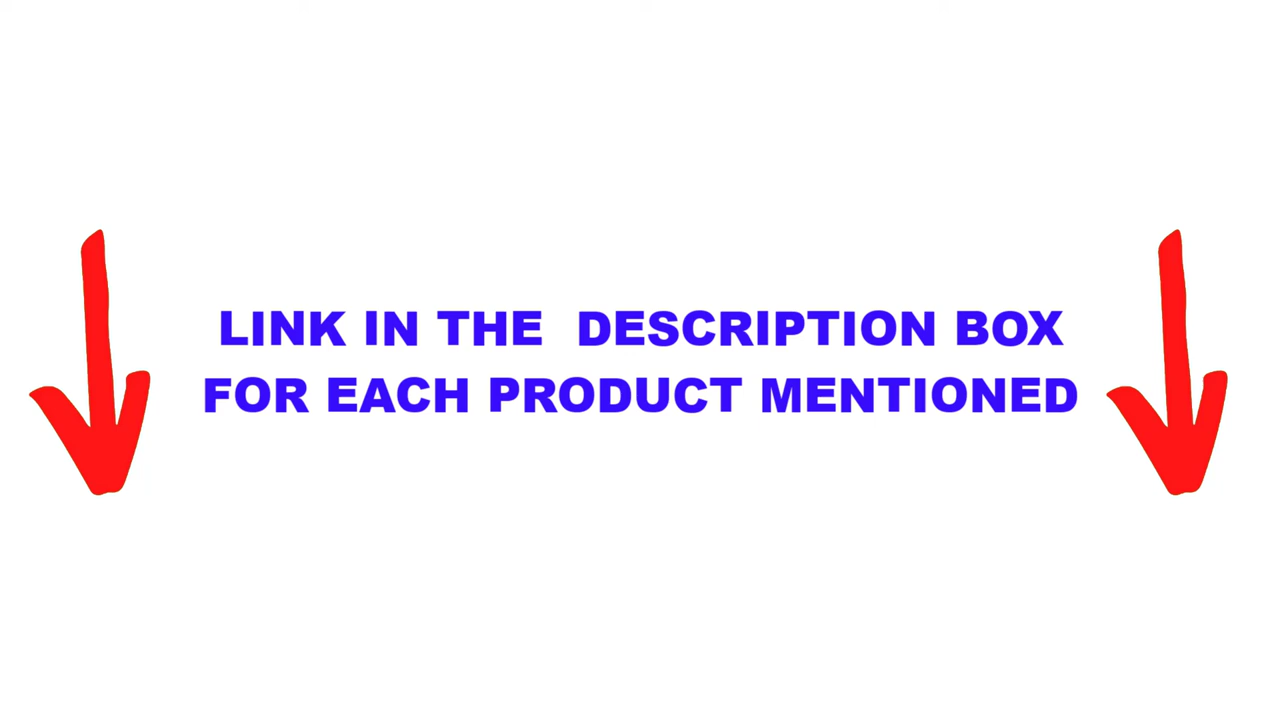 LINK IN THE  DESCRIPTION BOX
FOR EACH PRODUCT MENTIONED